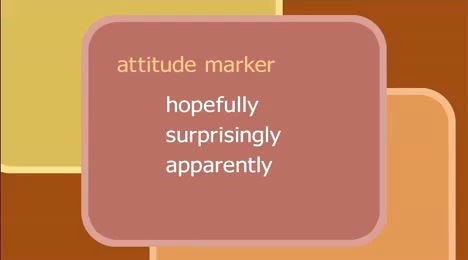 attitude marker
hopefully
surprisingly
apparently